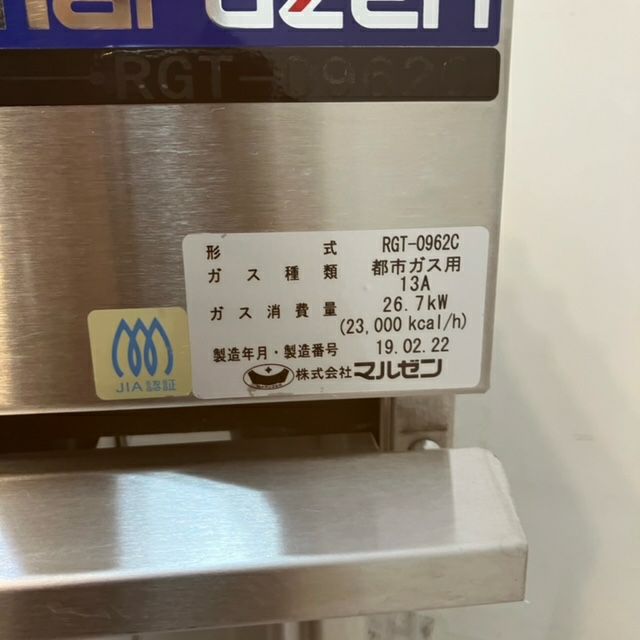 maruzen
RGT-0962C
形式 RGT-0962C
ガス種類 都市ガス用
13A
ガス消費量 26.7kW
(23,000 kcal/h)
製造年月・製造番号 19.02.22
株式会社 マルゼン
JIA認証